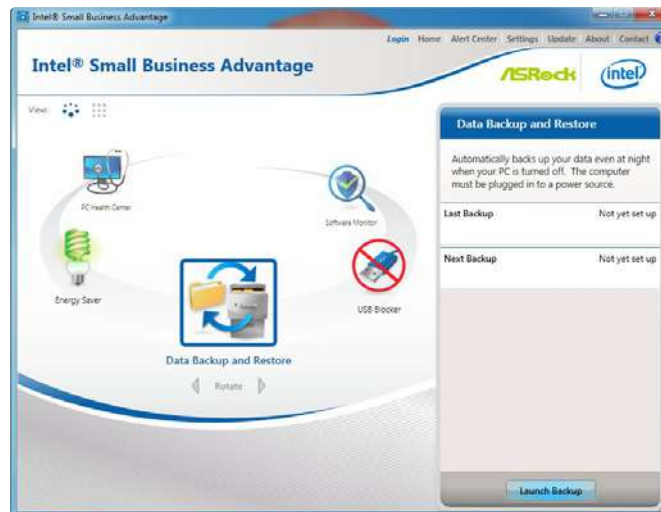 Intel® Small Business Advantage
Login Home Alert Center Settings Update About Contact
Intel® Small Business Advantage
ASRock
intel
View:
PC Health Center
Software Monitor
Energy Saver
USB Blocker
Data Backup and Restore
Rotate
Data Backup and Restore
Automatically backs up your data even at night
when your PC is turned off. The computer
must be plugged in to a power source.
Last Backup Not yet set up
Next Backup Not yet set up
Launch Backup